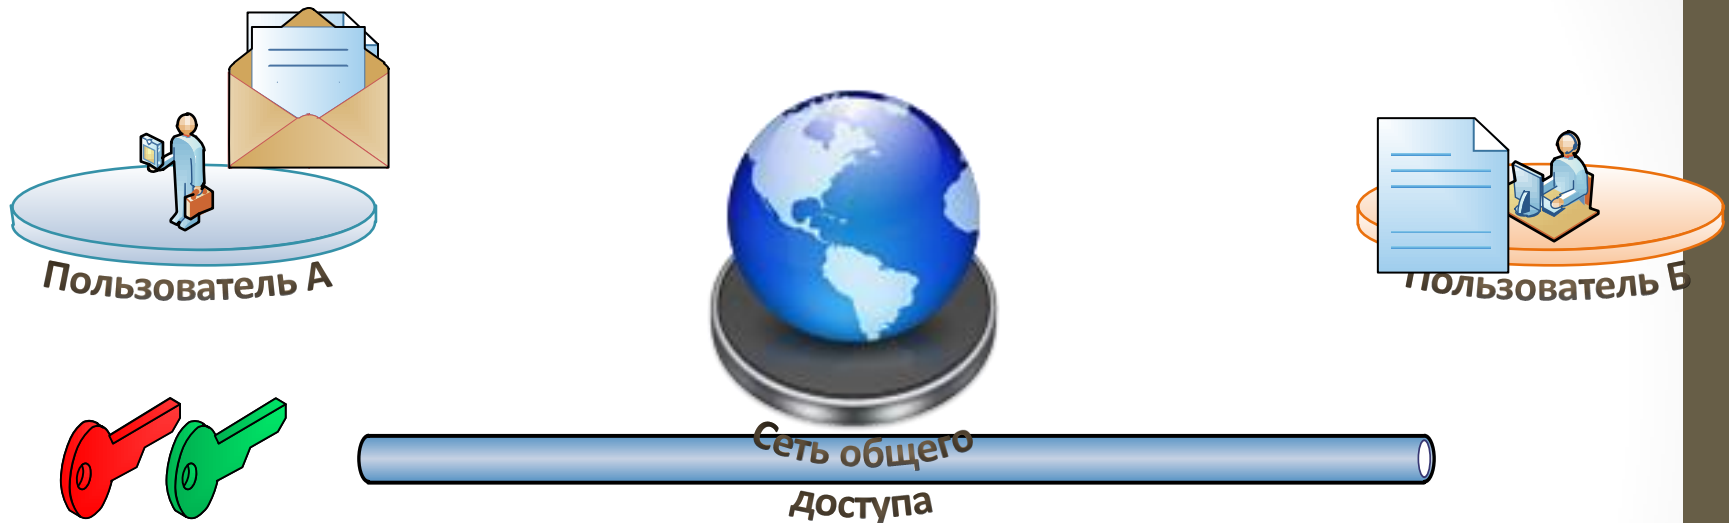 Пользователь А
Пользователь Б
Сеть общего
доступа